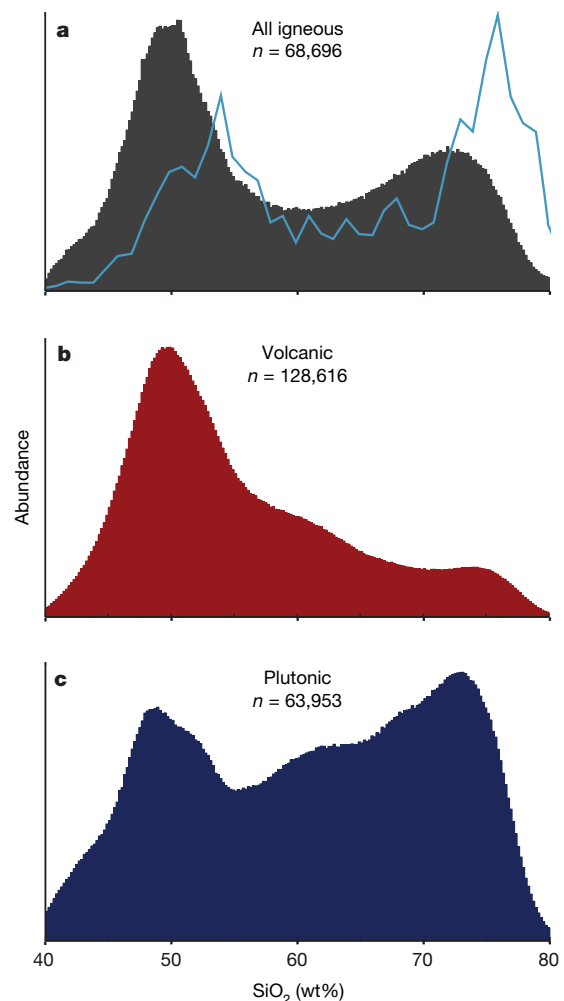 a
All igneous
n = 68,696
b
Volcanic
n = 128,616
Abundance
c
Plutonic
n = 63,953
40 50 60 70 80
SiO₂ (wt%)